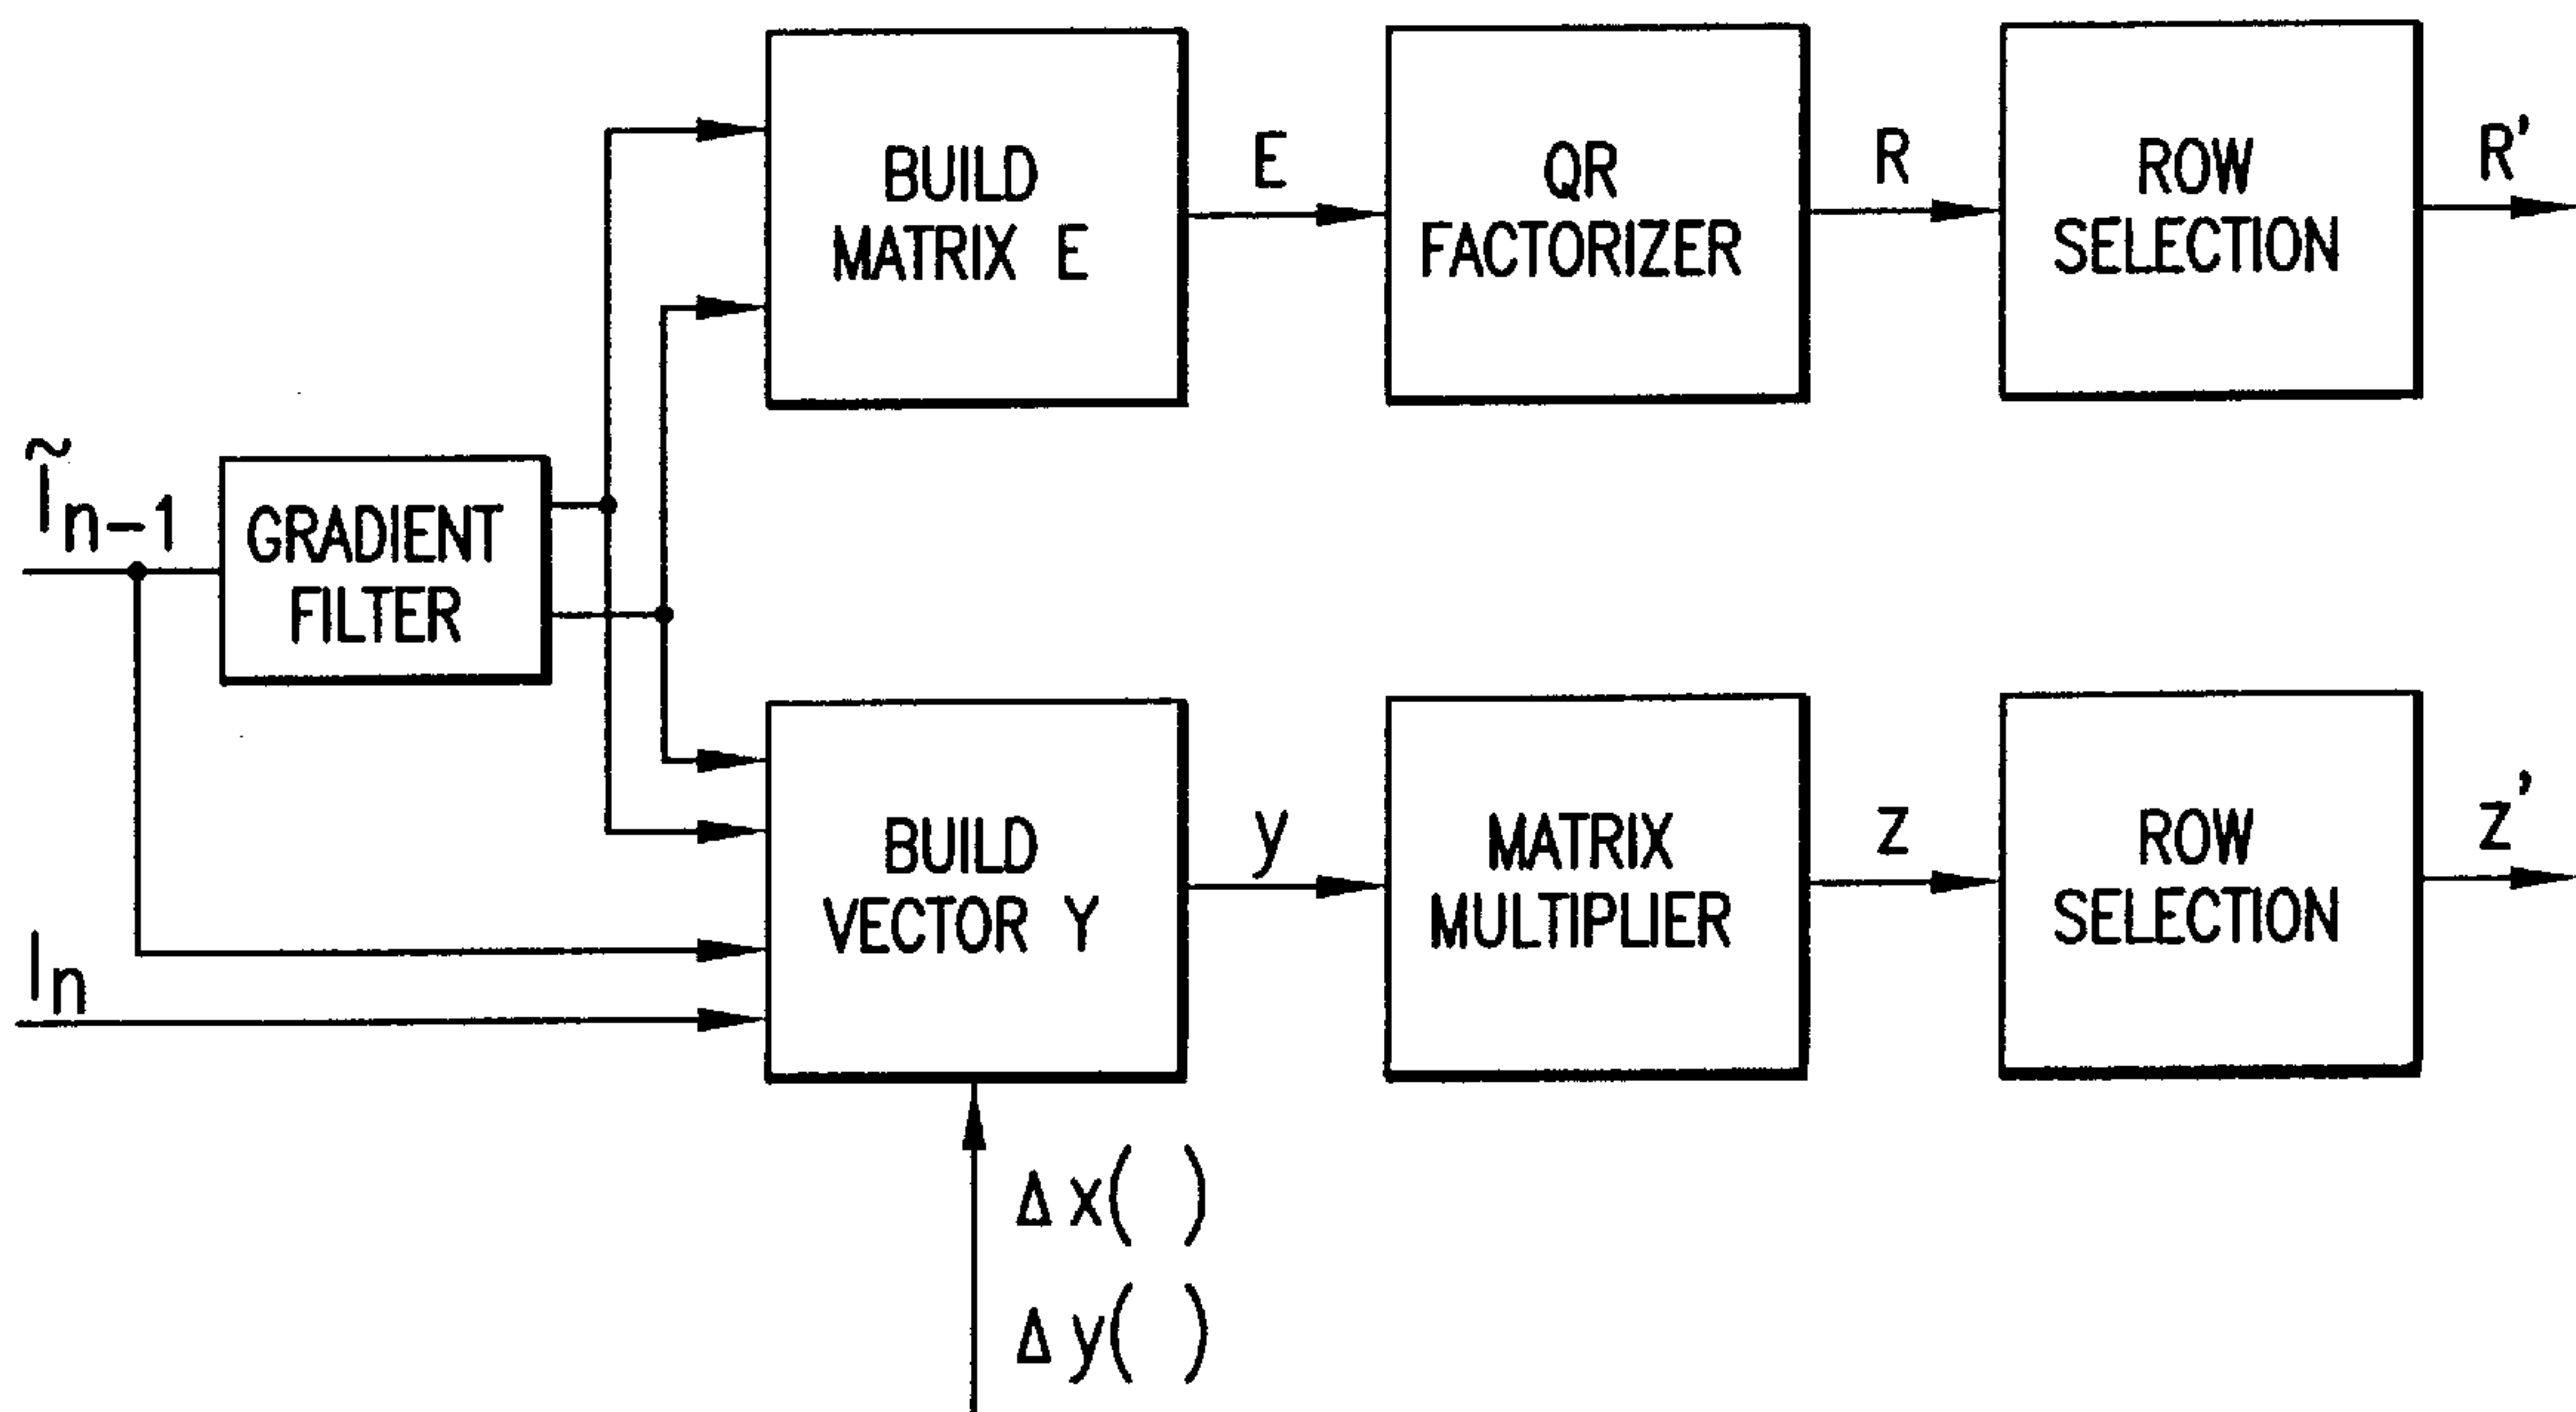 BUILD
MATRIX E
E
QR
FACTORIZER
R
ROW
SELECTION
R'
Ĩn-1
GRADIENT
FILTER
In
BUILD
VECTOR Y
y
MATRIX
MULTIPLIER
z
ROW
SELECTION
z'
Δx( )
Δy( )